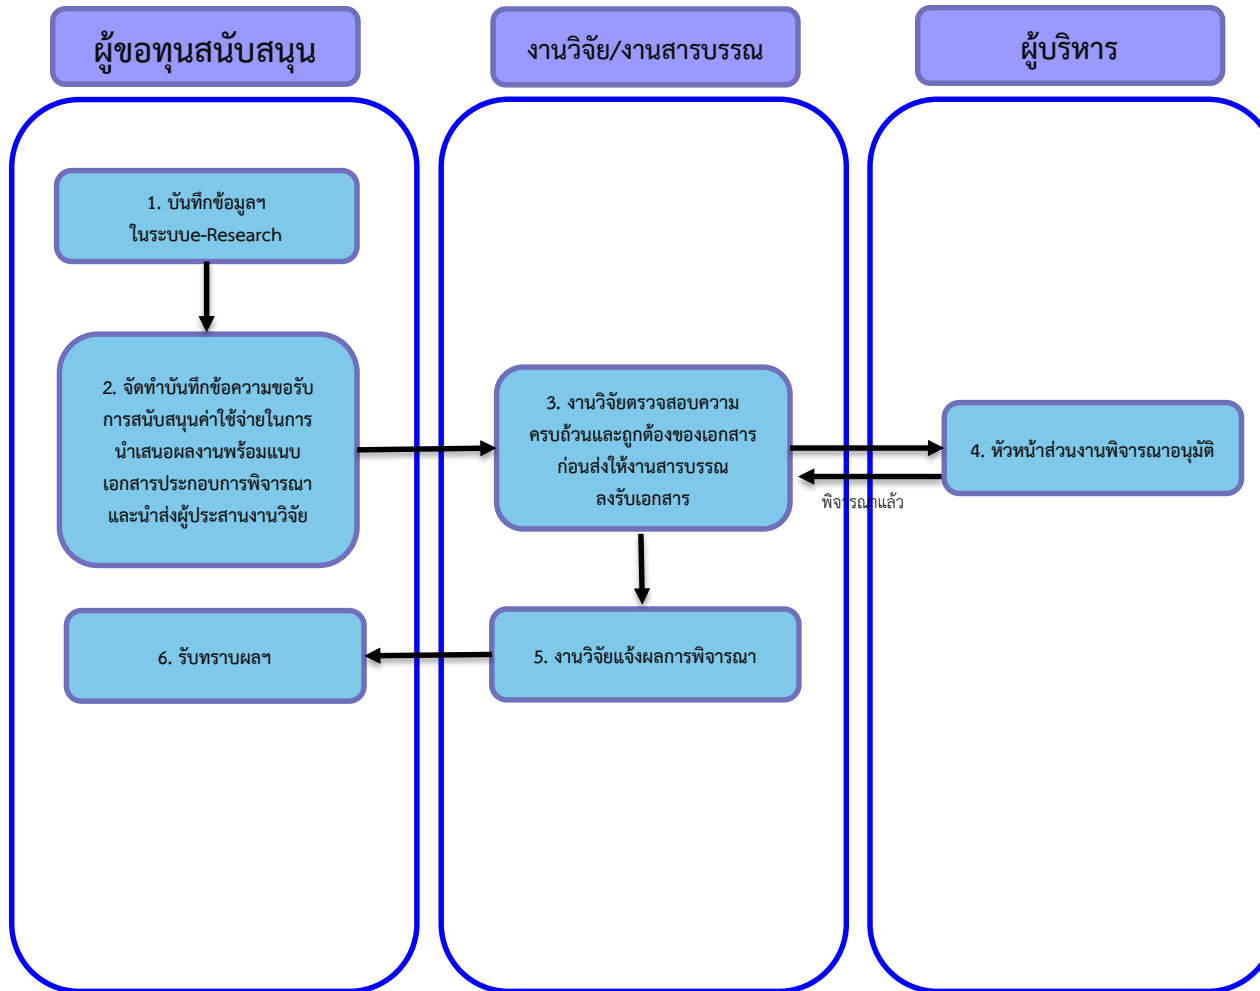 ผู้ขอทุนสนับสนุน
งานวิจัย/งานสารบรรณ
ผู้บริหาร
1. บันทึกข้อมูลฯ
ในระบบe-Research
2. จัดทำบันทึกข้อความขอรับ
การสนับสนุนค่าใช้จ่ายในการ
นำเสนอผลงานพร้อมแนบ
เอกสารประกอบการพิจารณา
และนำส่งผู้ประสานงานวิจัย
3. งานวิจัยตรวจสอบความ
ครบถ้วนและถูกต้องของเอกสาร
ก่อนส่งให้งานสารบรรณ
ลงรับเอกสาร
4. หัวหน้าส่วนงานพิจารณาอนุมัติ
พิจารณาแล้ว
5. งานวิจัยแจ้งผลการพิจารณา
6. รับทราบผลฯ